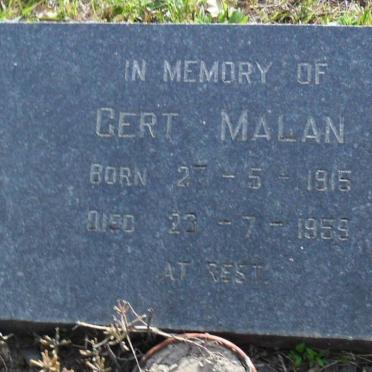 IN MEMORY OF
GERT MALAN
BORN 27 - 5 - 1915
DIED 23 - 7 - 1959
AT REST.